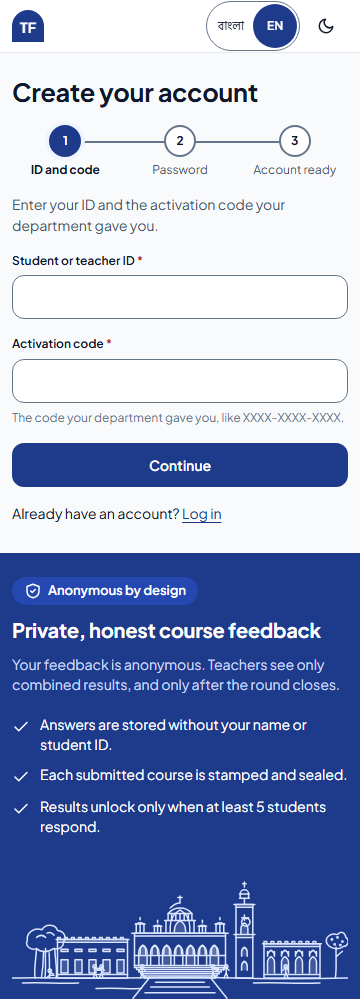 TF
বাংলা EN
Create your account
1 2 3
ID and code Password Account ready
Enter your ID and the activation code your
department gave you.
Student or teacher ID *
Activation code *
The code your department gave you, like XXXX-XXXX-XXXX.
Continue
Already have an account? Log in
Anonymous by design
Private, honest course feedback
Your feedback is anonymous. Teachers see only
combined results, and only after the round closes.
Answers are stored without your name or
student ID.
Each submitted course is stamped and sealed.
Results unlock only when at least 5 students
respond.